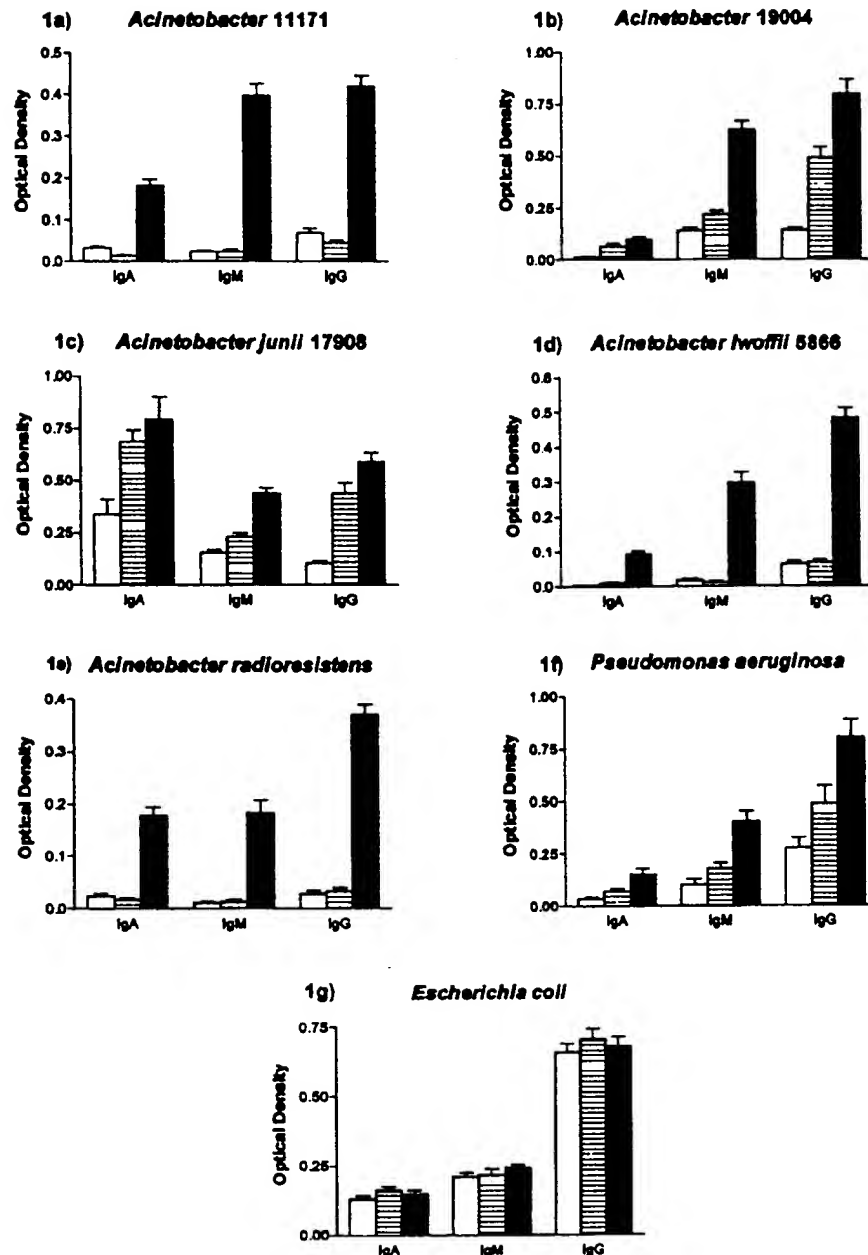 1a) Acinetobacter 11171
0.5
0.4
0.3
0.2
0.1
0.0
Optical Density
IgA IgM IgG
1b) Acinetobacter 19004
1.00
0.75
0.50
0.25
0.00
Optical Density
IgA IgM IgG
1c) Acinetobacter junii 17908
1.00
0.75
0.50
0.25
0.00
Optical Density
IgA IgM IgG
1d) Acinetobacter lwoffii 5866
0.6
0.5
0.4
0.3
0.2
0.1
0.0
Optical Density
IgA IgM IgG
1e) Acinetobacter radioresistens
0.4
0.3
0.2
0.1
0.0
Optical Density
IgA IgM IgG
1f) Pseudomonas aeruginosa
1.00
0.75
0.50
0.25
0.00
Optical Density
IgA IgM IgG
1g) Escherichia coli
0.75
0.50
0.25
0.00
Optical Density
IgA IgM IgG